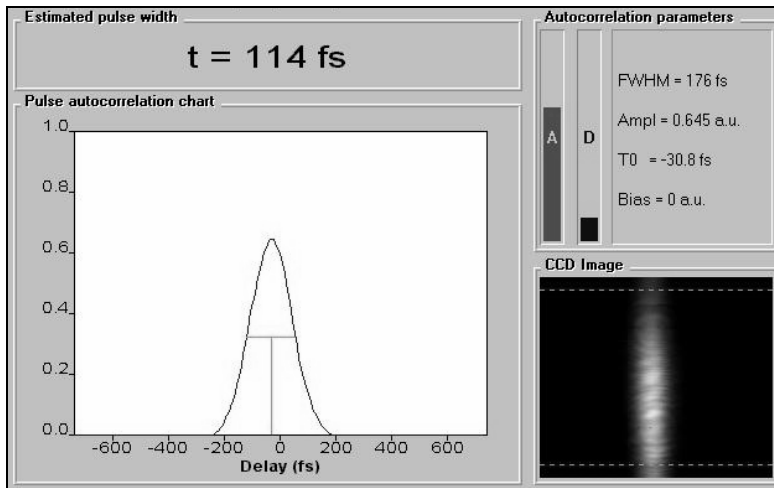 Estimated pulse width
t = 114 fs
Pulse autocorrelation chart
1.0
0.8
0.6
0.4
0.2
0.0
-600 -400 -200 0 200 400 600
Delay (fs)
Autocorrelation parameters
A D
FWHM = 176 fs
Ampl = 0.645 a.u.
T0 = -30.8 fs
Bias = 0 a.u.
CCD Image